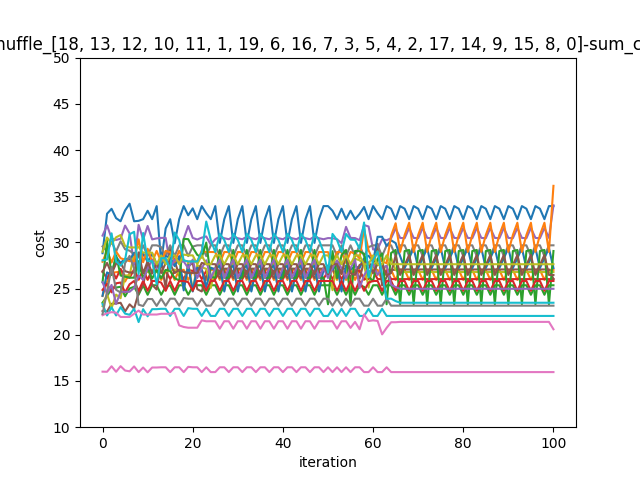 huffle_[18, 13, 12, 10, 11, 1, 19, 6, 16, 7, 3, 5, 4, 2, 17, 14, 9, 15, 8, 0]-sum_c
50
45
40
35
30
25
20
15
10
cost
0 20 40 60 80 100
iteration